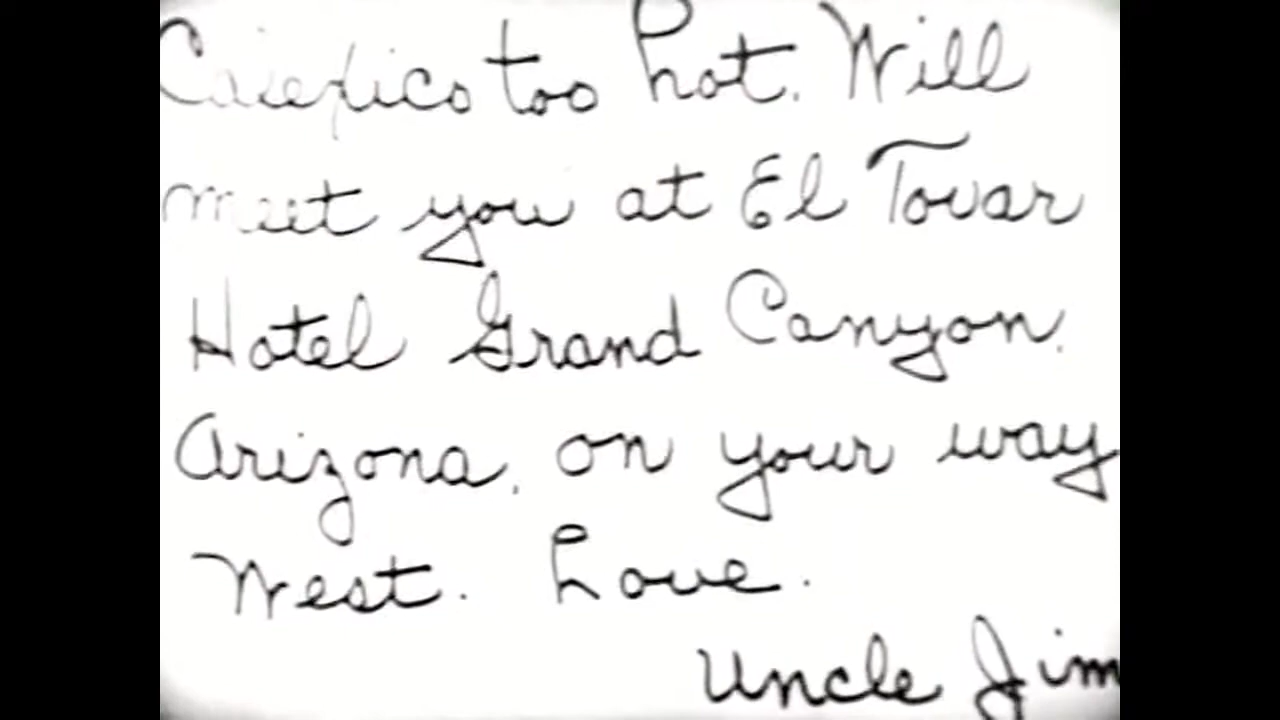 Calexico too hot. Will
meet you at El Tovar
Hotel Grand Canyon.
Arizona, on your way
West. Love.
Uncle Jim